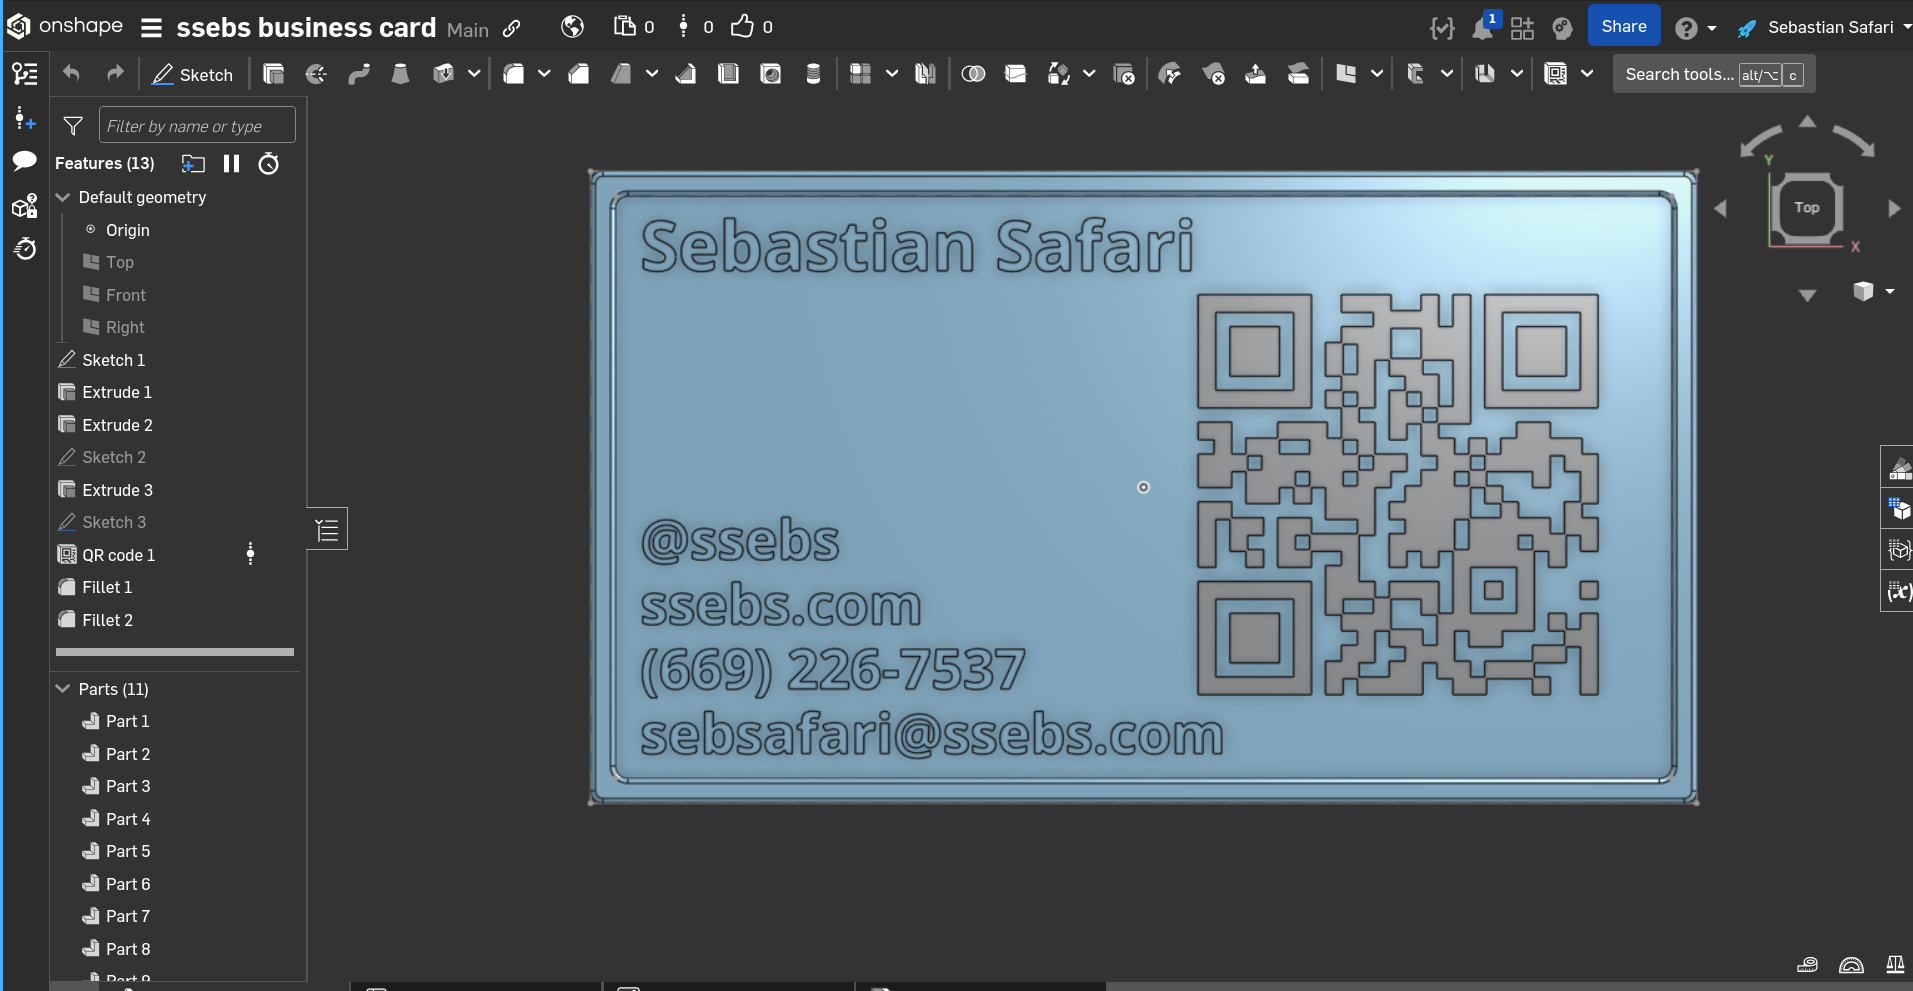 onshape
ssebs business card Main
0
0
0
1
Share
Sebastian Safari
Sketch
Search tools... alt/⌥ c
Filter by name or type
Features (13)
Default geometry
Origin
Top
Front
Right
Sketch 1
Extrude 1
Extrude 2
Sketch 2
Extrude 3
Sketch 3
QR code 1
Fillet 1
Fillet 2
Parts (11)
Part 1
Part 2
Part 3
Part 4
Part 5
Part 6
Part 7
Part 8
Part 9
Sebastian Safari
@ssebs
ssebs.com
(669) 226-7537
sebsafari@ssebs.com
Y
Top
X
(x)